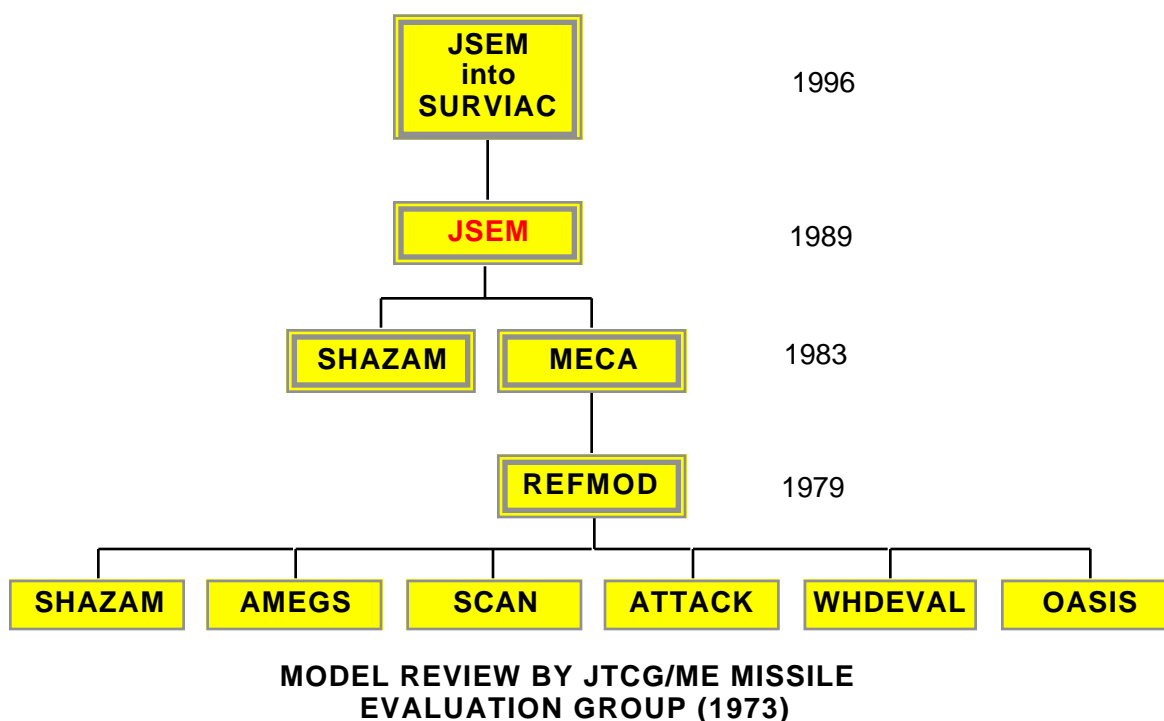 JSEM
into
SURVIAC
1996
JSEM
1989
SHAZAM
MECA
1983
REFMOD
1979
SHAZAM
AMEGS
SCAN
ATTACK
WHDEVAL
OASIS
MODEL REVIEW BY JTCG/ME MISSILE
EVALUATION GROUP (1973)